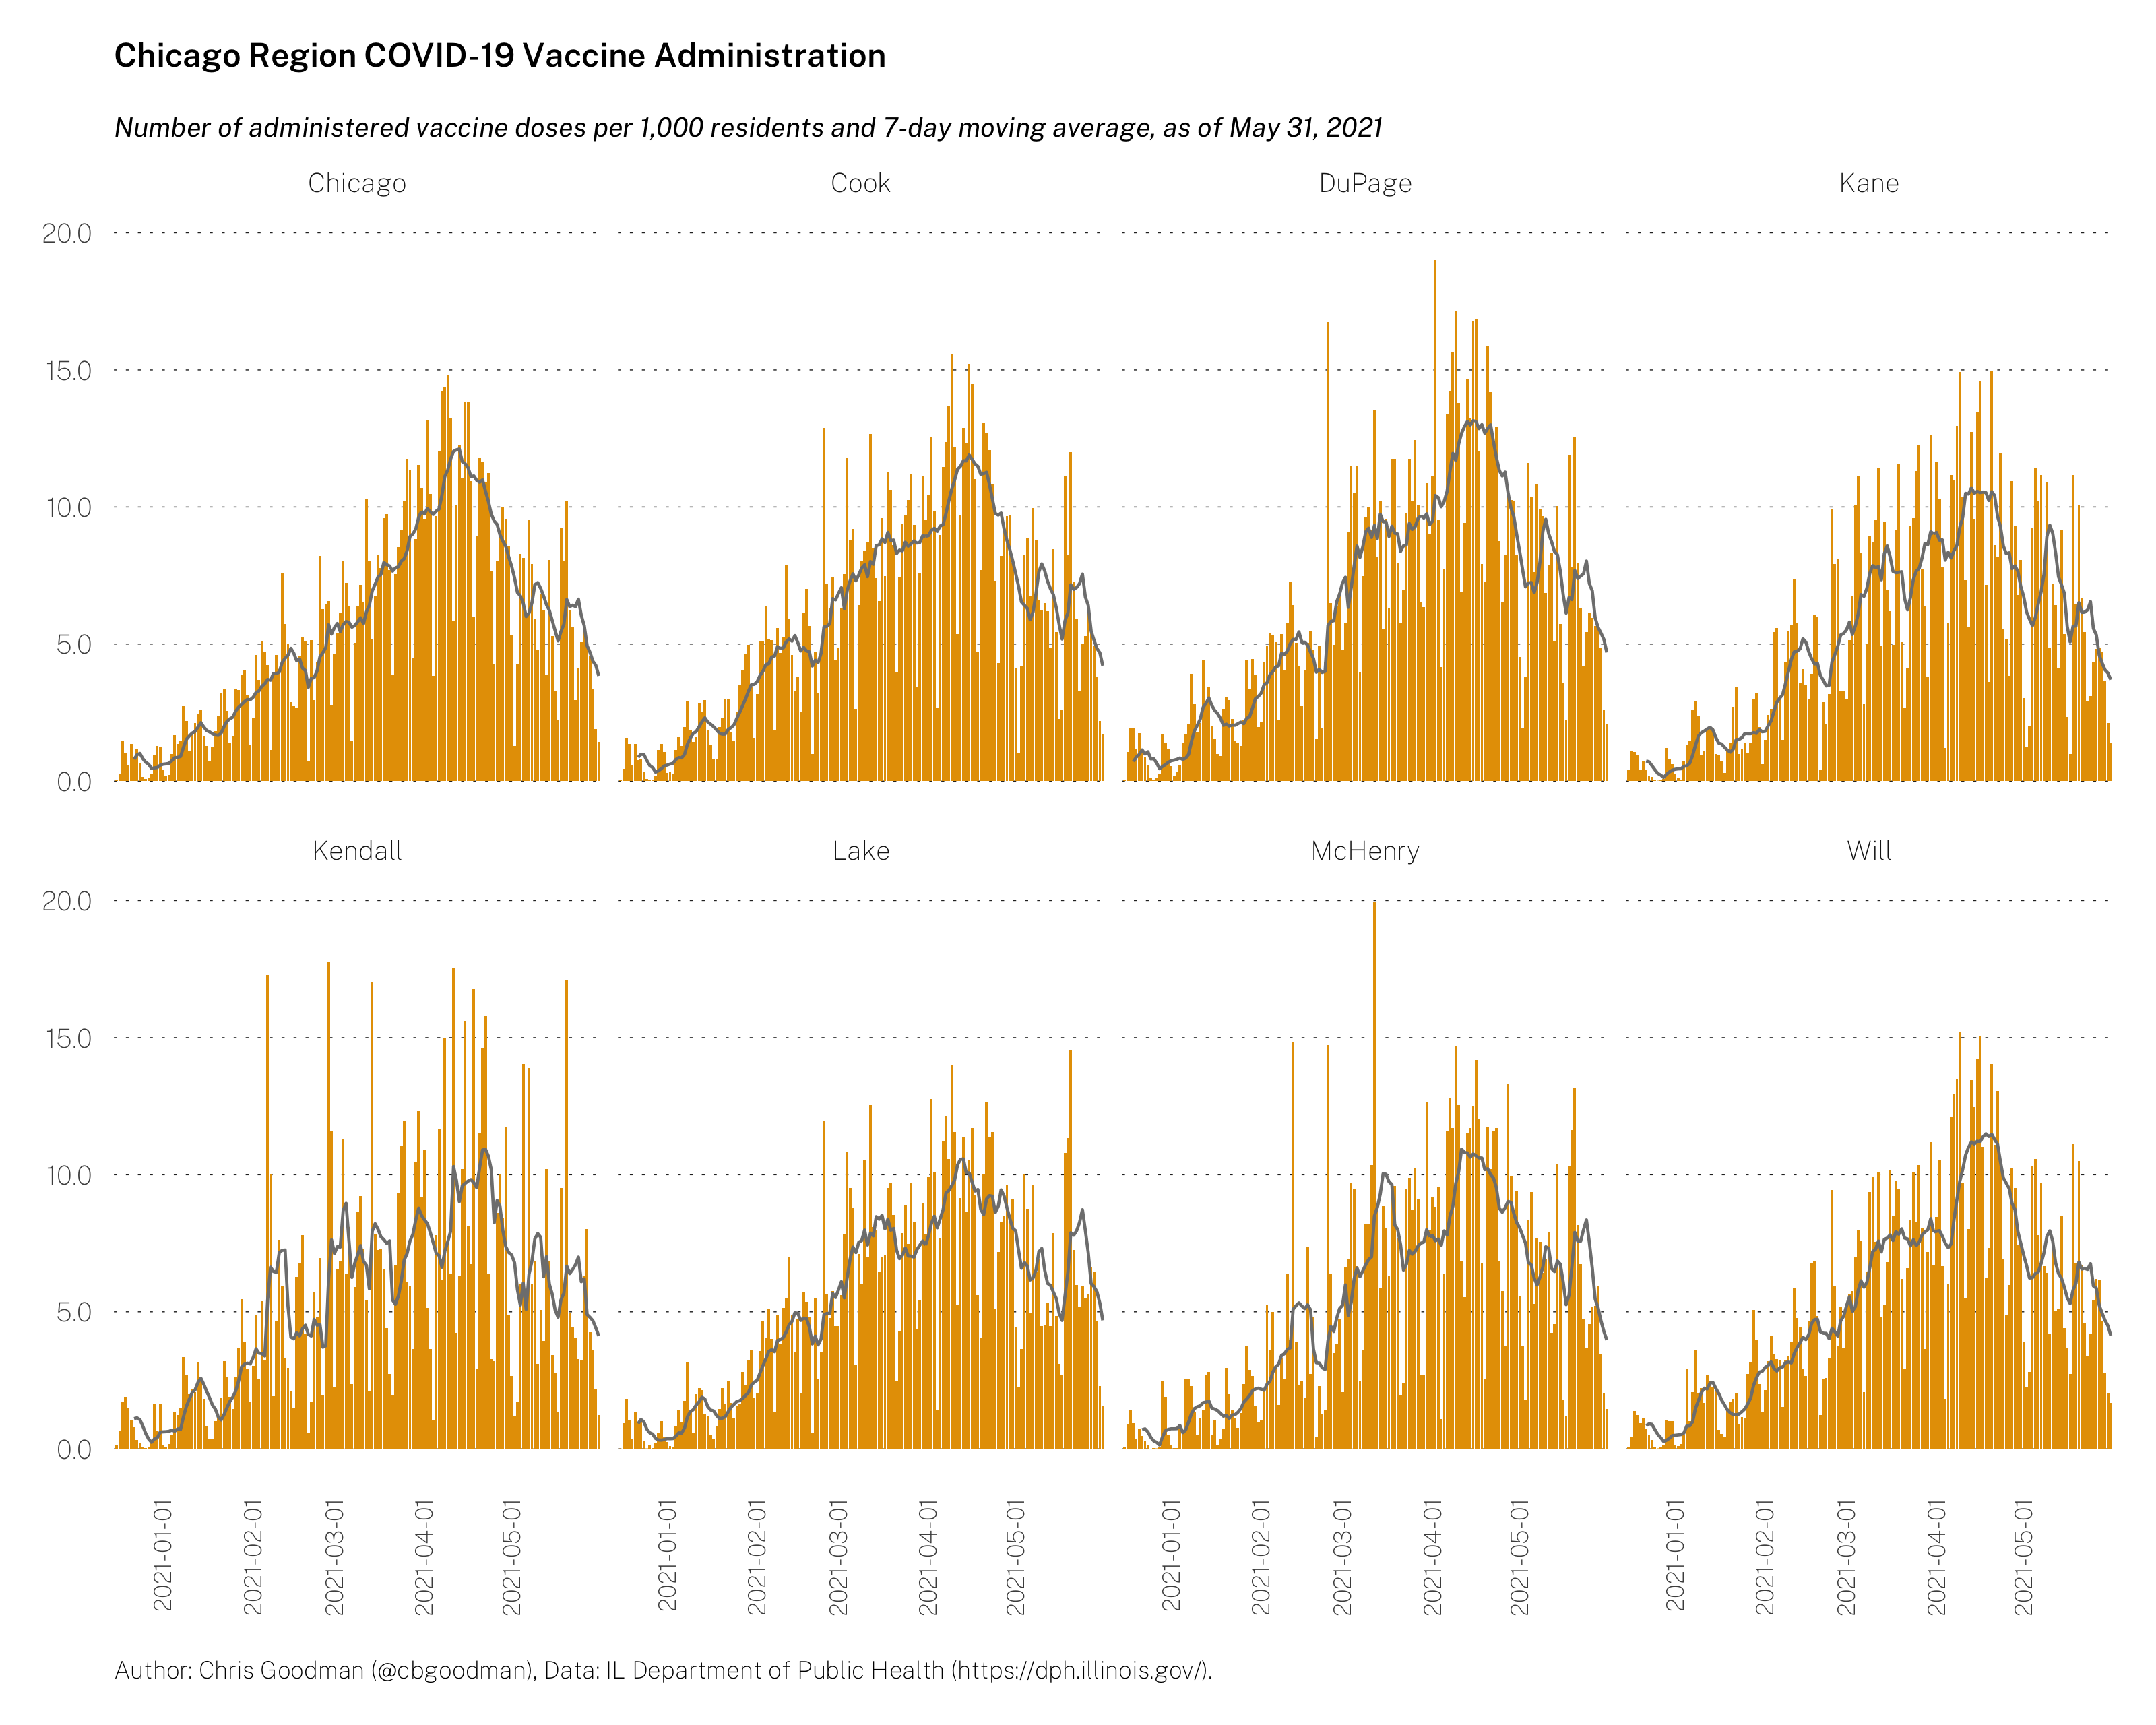 Chicago Region COVID-19 Vaccine Administration
Number of administered vaccine doses per 1,000 residents and 7-day moving average, as of May 31, 2021
Chicago
Cook
DuPage
Kane
20.0
15.0
10.0
5.0
0.0
Kendall
Lake
McHenry
Will
20.0
15.0
10.0
5.0
0.0
2021-01-01
2021-02-01
2021-03-01
2021-04-01
2021-05-01
2021-01-01
2021-02-01
2021-03-01
2021-04-01
2021-05-01
2021-01-01
2021-02-01
2021-03-01
2021-04-01
2021-05-01
2021-01-01
2021-02-01
2021-03-01
2021-04-01
2021-05-01
Author: Chris Goodman (@cbgoodman), Data: IL Department of Public Health (https://dph.illinois.gov/).